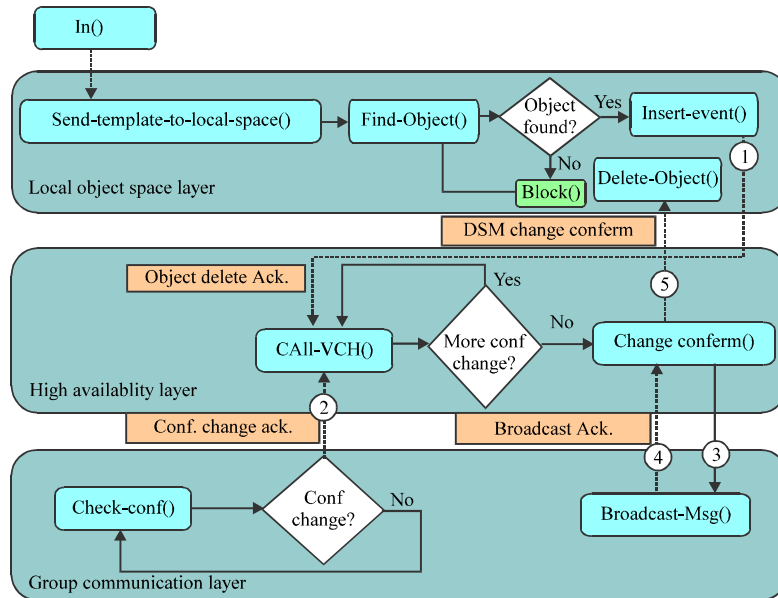 In()
Send-template-to-local-space()
Find-Object()
Object
found?
Yes
Insert-event()
1
No
Delete-Object()
Block()
Local object space layer
DSM change conferm
Object delete Ack.
Yes
5
CAll-VCH()
More conf
change?
No
Change conferm()
High availablity layer
2
Conf. change ack.
Broadcast Ack.
4
3
Check-conf()
Conf
change?
No
Broadcast-Msg()
Group communication layer